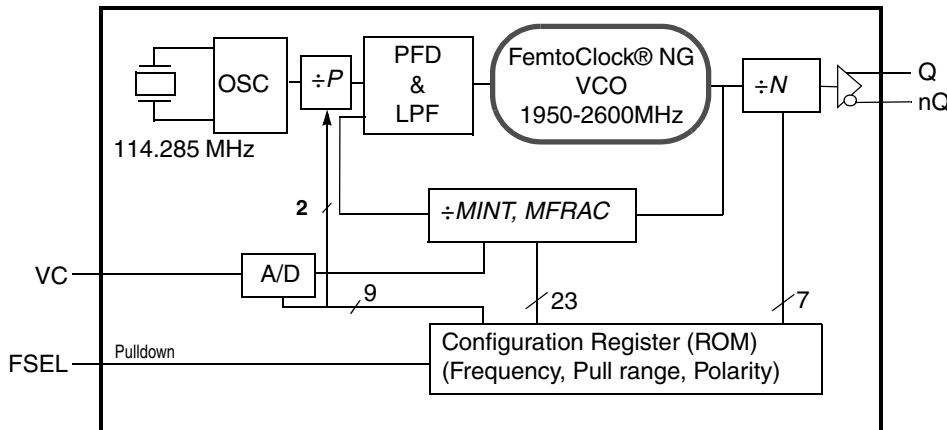 OSC
÷P
PFD
&
LPF
FemtoClock® NG
VCO
1950-2600MHz
÷N
Q
nQ
114.285 MHz
2
÷MINT, MFRAC
VC
A/D
9
23
7
FSEL
Pulldown
Configuration Register (ROM)
(Frequency, Pull range, Polarity)